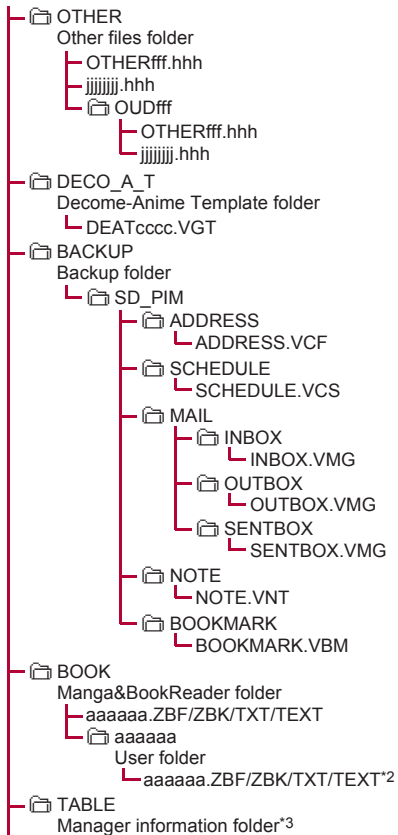 OTHER
Other files folder
OTHERfff.hhh
jjjjjjjj.hhh
OUDfff
OTHERfff.hhh
jjjjjjjj.hhh
DECO_A_T
Decome-Anime Template folder
DEATcccc.VGT
BACKUP
Backup folder
SD_PIM
ADDRESS
ADDRESS.VCF
SCHEDULE
SCHEDULE.VCS
MAIL
INBOX
INBOX.VMG
OUTBOX
OUTBOX.VMG
SENTBOX
SENTBOX.VMG
NOTE
NOTE.VNT
BOOKMARK
BOOKMARK.VBM
BOOK
Manga&BookReader folder
aaaaaa.ZBF/ZBK/TXT/TEXT
aaaaaa
User folder
aaaaaa.ZBF/ZBK/TXT/TEXT*2
TABLE
Manager information folder*3